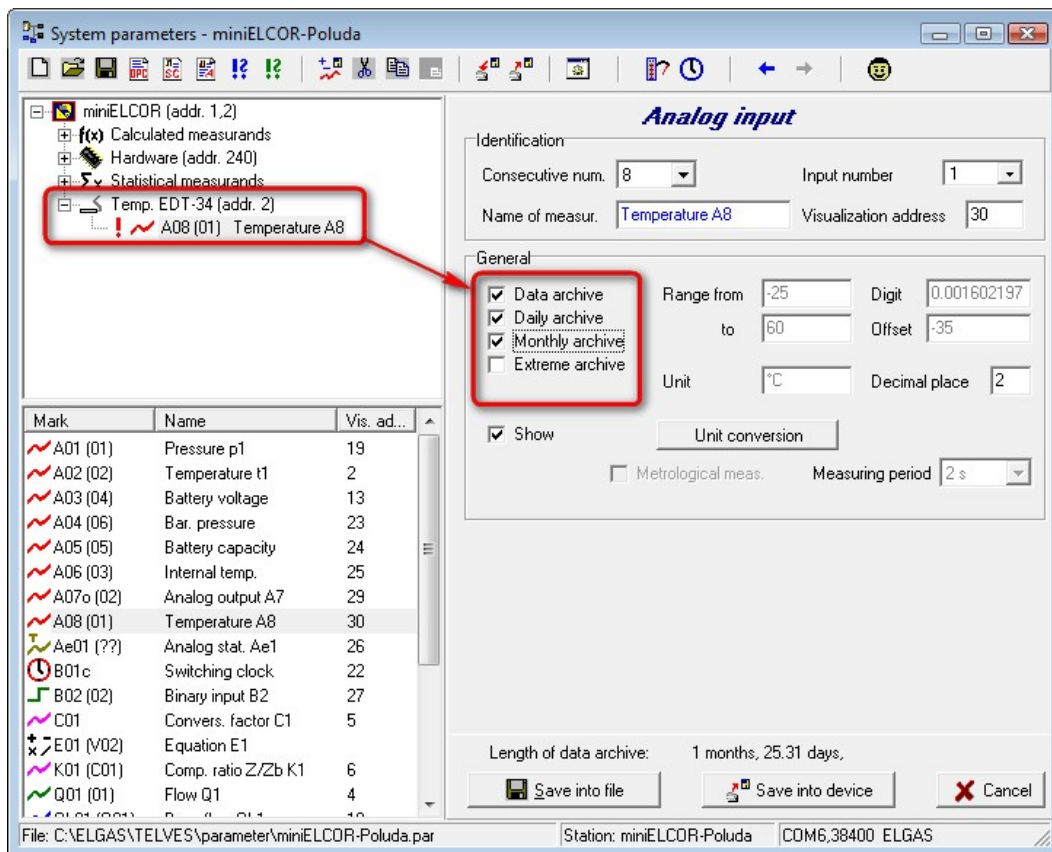 System parameters - miniELCOR-Poluda
miniELCOR (addr. 1,2)
f(x) Calculated measurands
Hardware (addr. 240)
Statistical measurands
Temp. EDT-34 (addr. 2)
A08 (01) Temperature A8
Mark Name Vis. ad...
A01 (01) Pressure p1 19
A02 (02) Temperature t1 2
A03 (04) Battery voltage 13
A04 (06) Bar. pressure 23
A05 (05) Battery capacity 24
A06 (03) Internal temp. 25
A07o (02) Analog output A7 29
A08 (01) Temperature A8 30
Ae01 (??) Analog stat. Ae1 26
B01c Switching clock 22
B02 (02) Binary input B2 27
C01 Convers. factor C1 5
E01 (V02) Equation E1
K01 (C01) Comp. ratio Z/Zb K1 6
Q01 (01) Flow Q1 4
Analog input
Identification
Consecutive num. 8 Input number 1
Name of measur. Temperature A8 Visualization address 30
General
Data archive Range from -25 Digit 0.001602197
Daily archive to 60 Offset -35
Monthly archive
Extreme archive
Unit °C Decimal place 2
Show Unit conversion
Metrological meas. Measuring period 2 s
Length of data archive: 1 months, 25.31 days,
Save into file Save into device Cancel
File: C:\ELGAS\TELVES\parameter\miniELCOR-Poluda.par Station: miniELCOR-Poluda COM6,38400 ELGAS